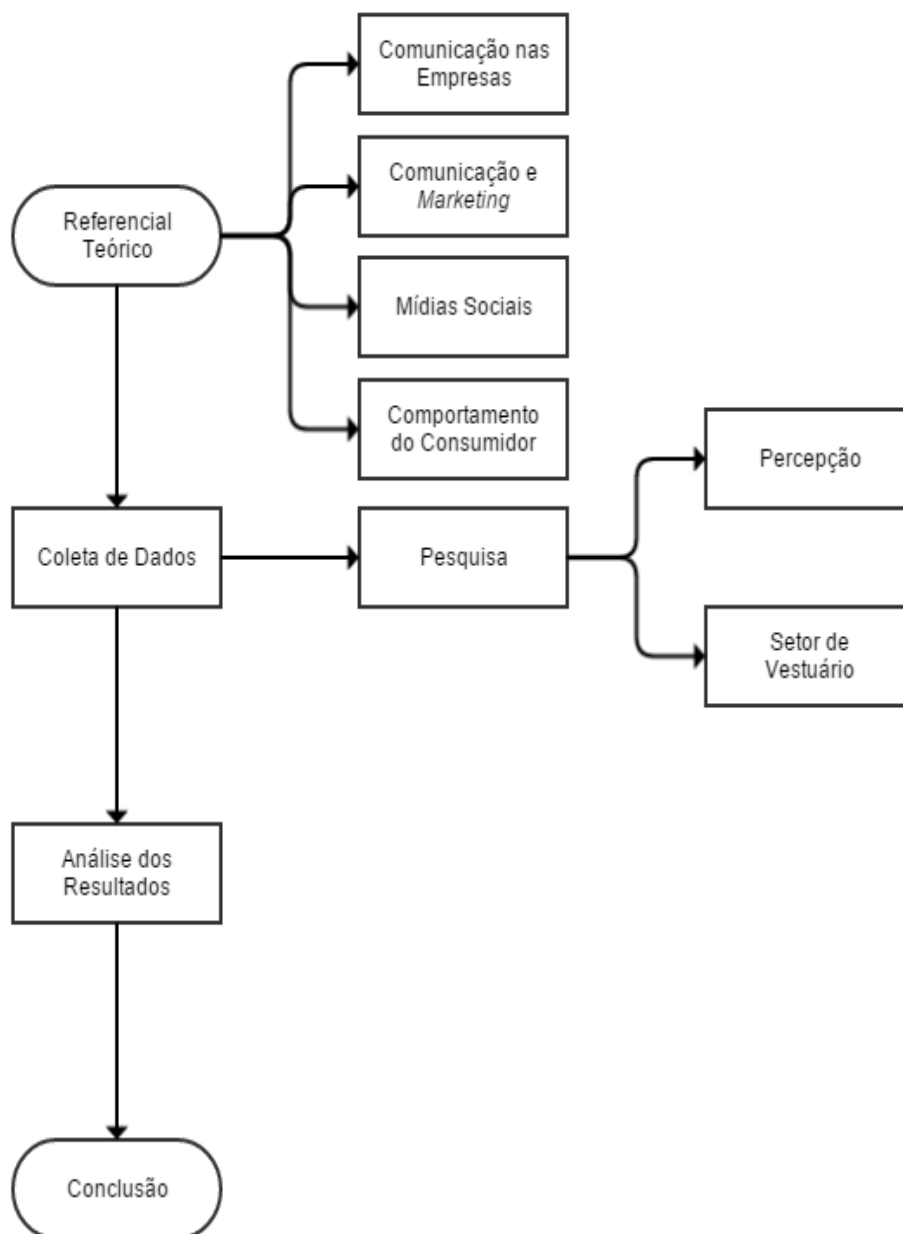 Comunicação nas
Empresas
Comunicação e
Marketing
Referencial
Teórico
Mídias Sociais
Comportamento
do Consumidor
Percepção
Coleta de Dados
Pesquisa
Setor de
Vestuário
Análise dos
Resultados
Conclusão